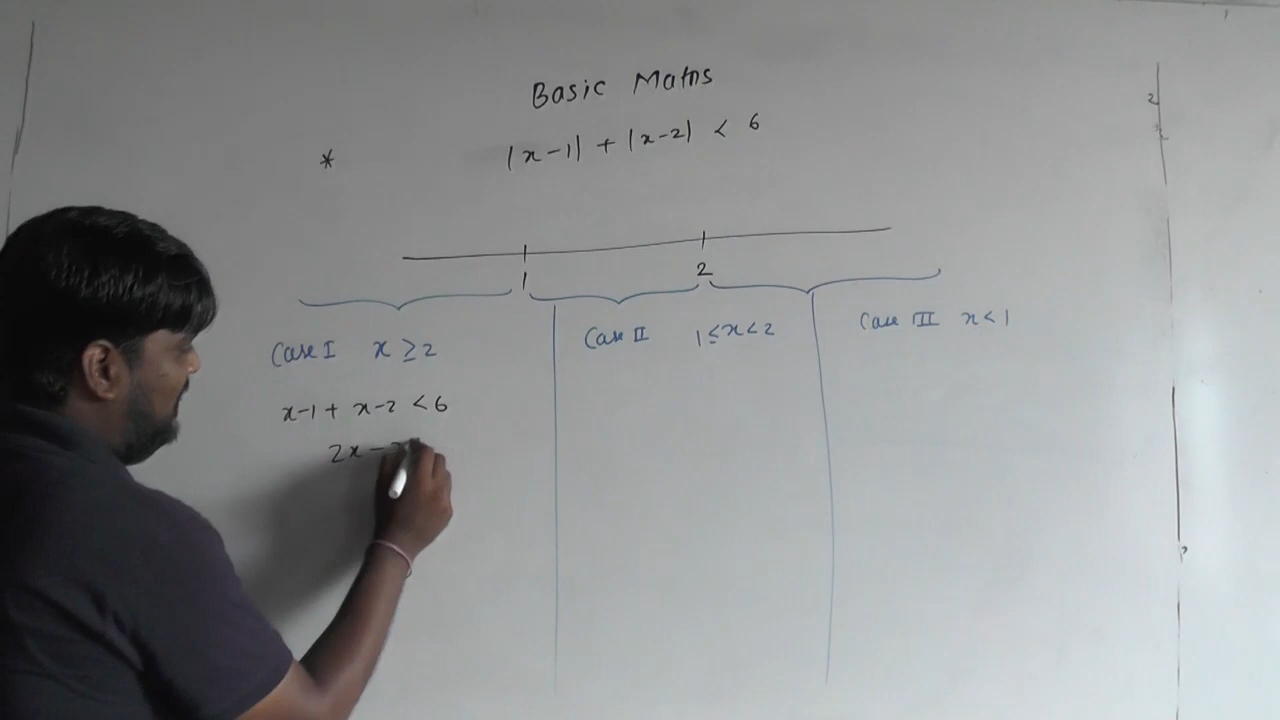 Basic Maths
* |x-1| + |x-2| < 6
1 2
Case I x ≥ 2
Case II 1 ≤ x < 2
Case III x < 1
x-1 + x-2 < 6
2x - 3